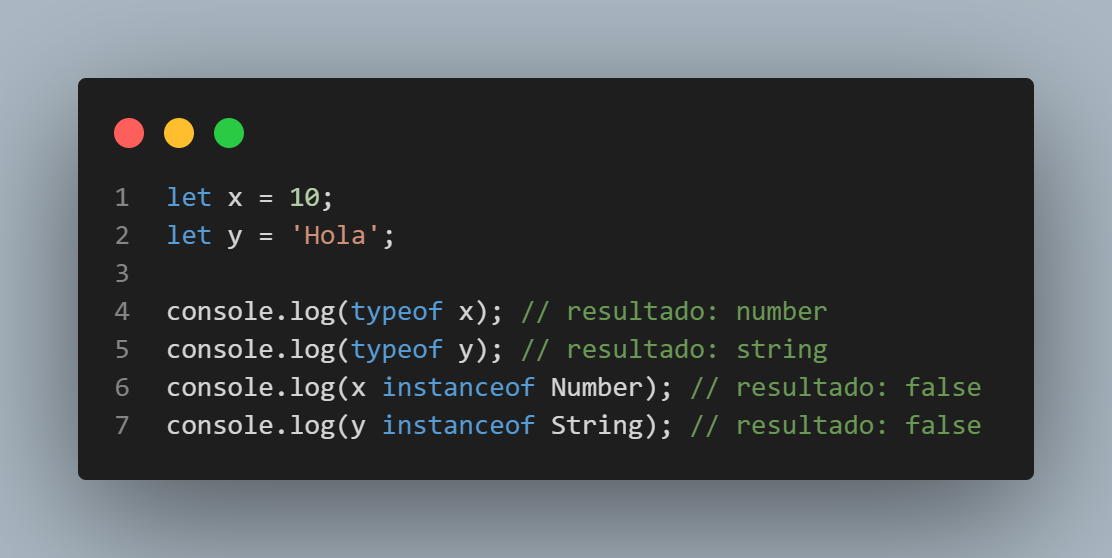 1 let x = 10;
2 let y = 'Hola';
3
4 console.log(typeof x); // resultado: number
5 console.log(typeof y); // resultado: string
6 console.log(x instanceof Number); // resultado: false
7 console.log(y instanceof String); // resultado: false